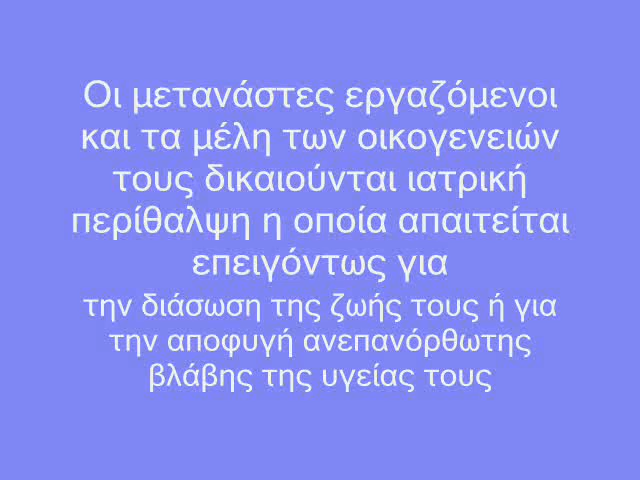 Οι μετανάστες εργαζόμενοι
και τα μέλη των οικογενειών
τους δικαιούνται ιατρική
περίθαλψη η οποία απαιτείται
επειγόντως για
την διάσωση της ζωής τους ή για
την αποφυγή ανεπανόρθωτης
βλάβης της υγείας τους